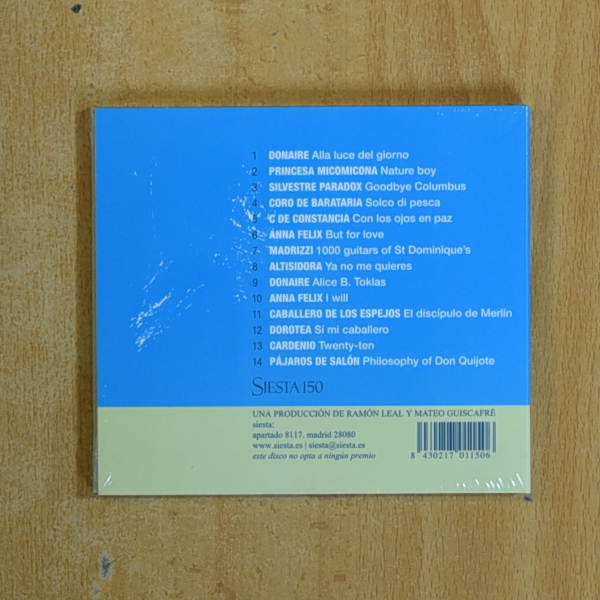 1 DONAIRE Alla luce del giorno
2 PRINCESA MICOMICONA Nature boy
3 SILVESTRE PARADOX Goodbye Columbus
4 CORO DE BARATARIA Solco di pesca
5 C DE CONSTANCIA Con los ojos en paz
6 ANNA FELIX But for love
7 MADRIZZI 1000 guitars of St Dominique's
8 ALTISIDORA Ya no me quieres
9 DONAIRE Alice B. Toklas
10 ANNA FELIX I will
11 CABALLERO DE LOS ESPEJOS El discípulo de Merlín
12 DOROTEA Si mi caballero
13 CARDENIO Twenty-ten
14 PÁJAROS DE SALÓN Philosophy of Don Quijote
SIESTA 150
UNA PRODUCCIÓN DE RAMÓN LEAL Y MATEO GUISCAFRÉ
siesta:
apartado 8117. madrid 28080
www.siesta.es | siesta@siesta.es
este disco no opta a ningún premio
8 430217 011506